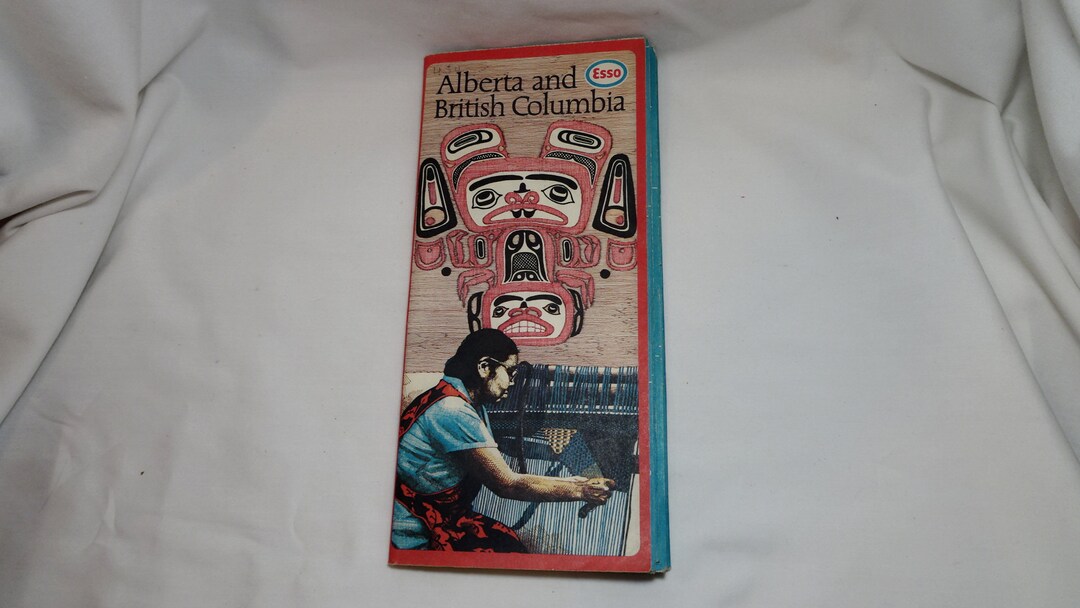 Alberta and
British Columbia
Esso